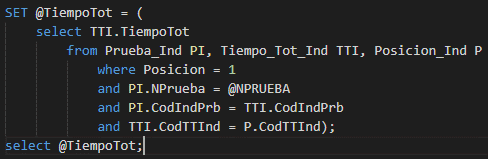 SET @TiempoTot = (
select TTI.TiempoTot
from Prueba_Ind PI, Tiempo_Tot_Ind TTI, Posicion_Ind P
where Posicion = 1
and PI.NPrueba = @NPRUEBA
and PI.CodIndPrb = TTI.CodIndPrb
and TTI.CodTTInd = P.CodTTInd);
select @TiempoTot;